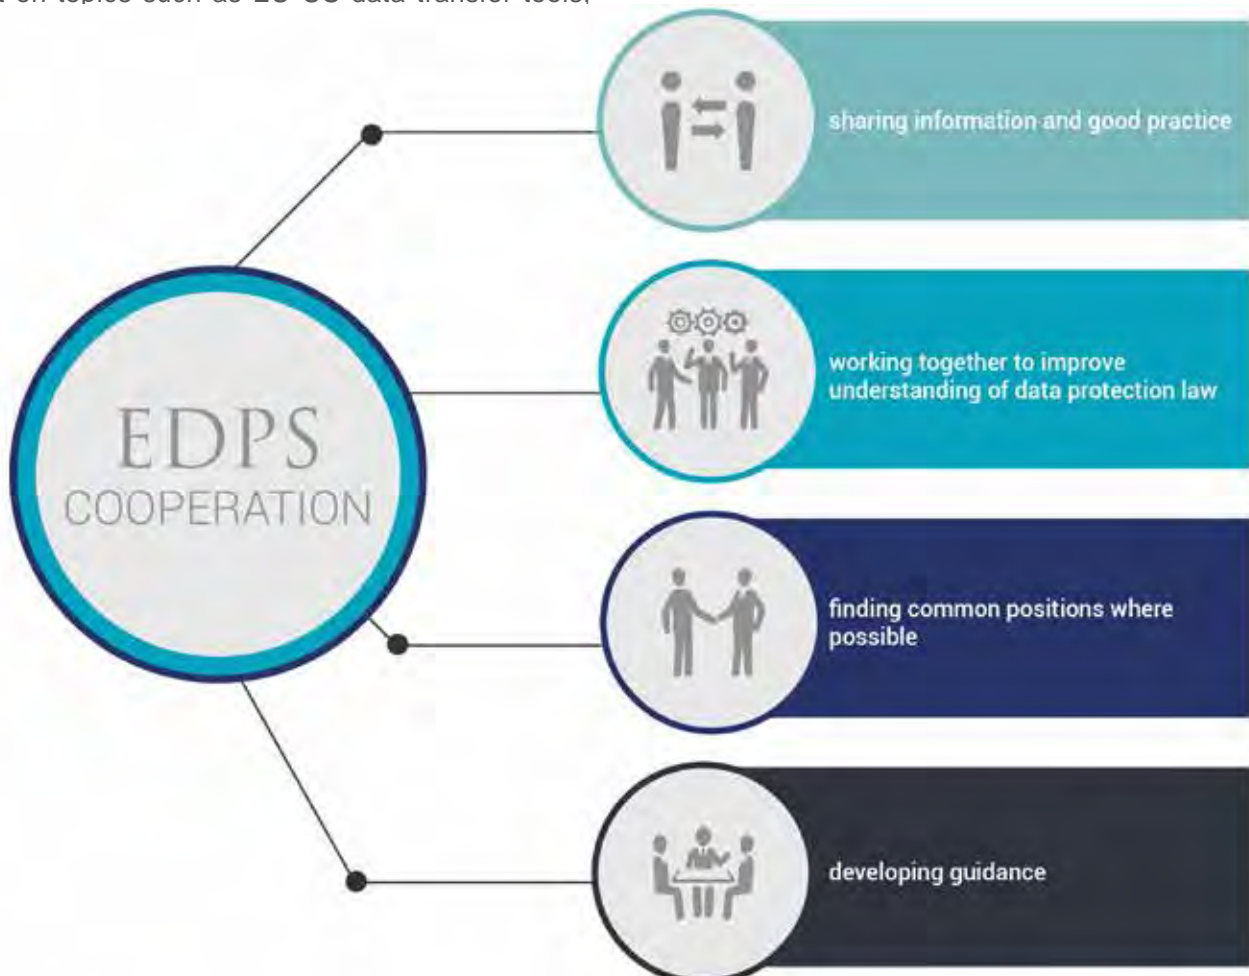 on topics such as EU-US data transfer tools,
EDPS
COOPERATION
sharing information and good practice
working together to improve
understanding of data protection law
finding common positions where
possible
developing guidance